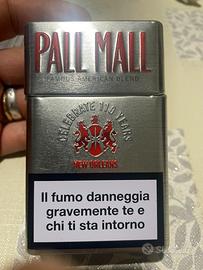 PALL MALL
FAMOUS AMERICAN BLEND
CELEBRATE 110 YEARS
NEW ORLEANS
Il fumo danneggia
gravemente te e
chi ti sta intorno